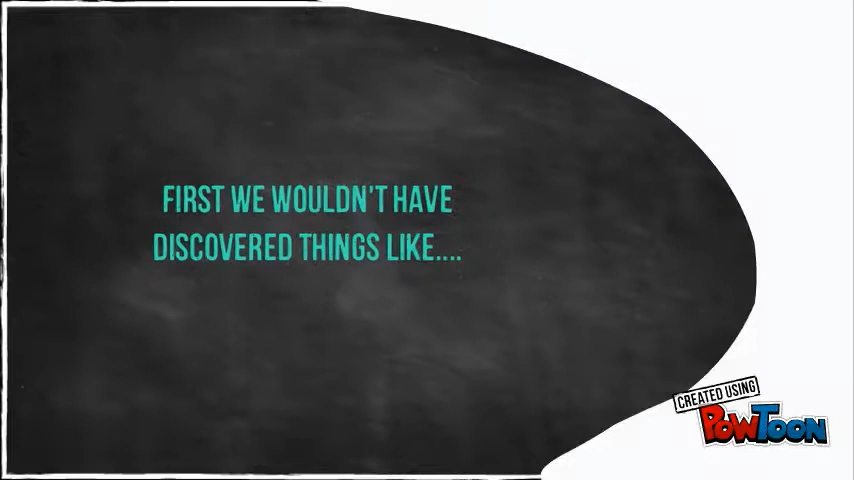 FIRST WE WOULDN'T HAVE
DISCOVERED THINGS LIKE....
CREATED USING
POWTOON